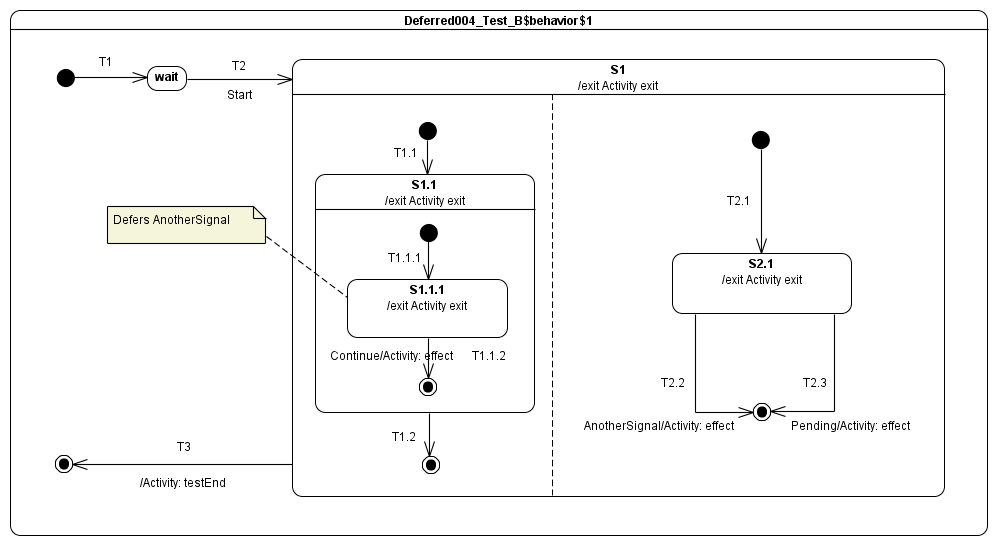 Deferred004_Test_B$behavior$1
T1
wait
T2
Start
S1
/exit Activity exit
T1.1
S1.1
/exit Activity exit
Defers AnotherSignal
T1.1.1
S1.1.1
/exit Activity exit
Continue/Activity: effect
T1.1.2
T1.2
T2.1
S2.1
/exit Activity exit
T2.2
T2.3
AnotherSignal/Activity: effect
Pending/Activity: effect
T3
/Activity: testEnd